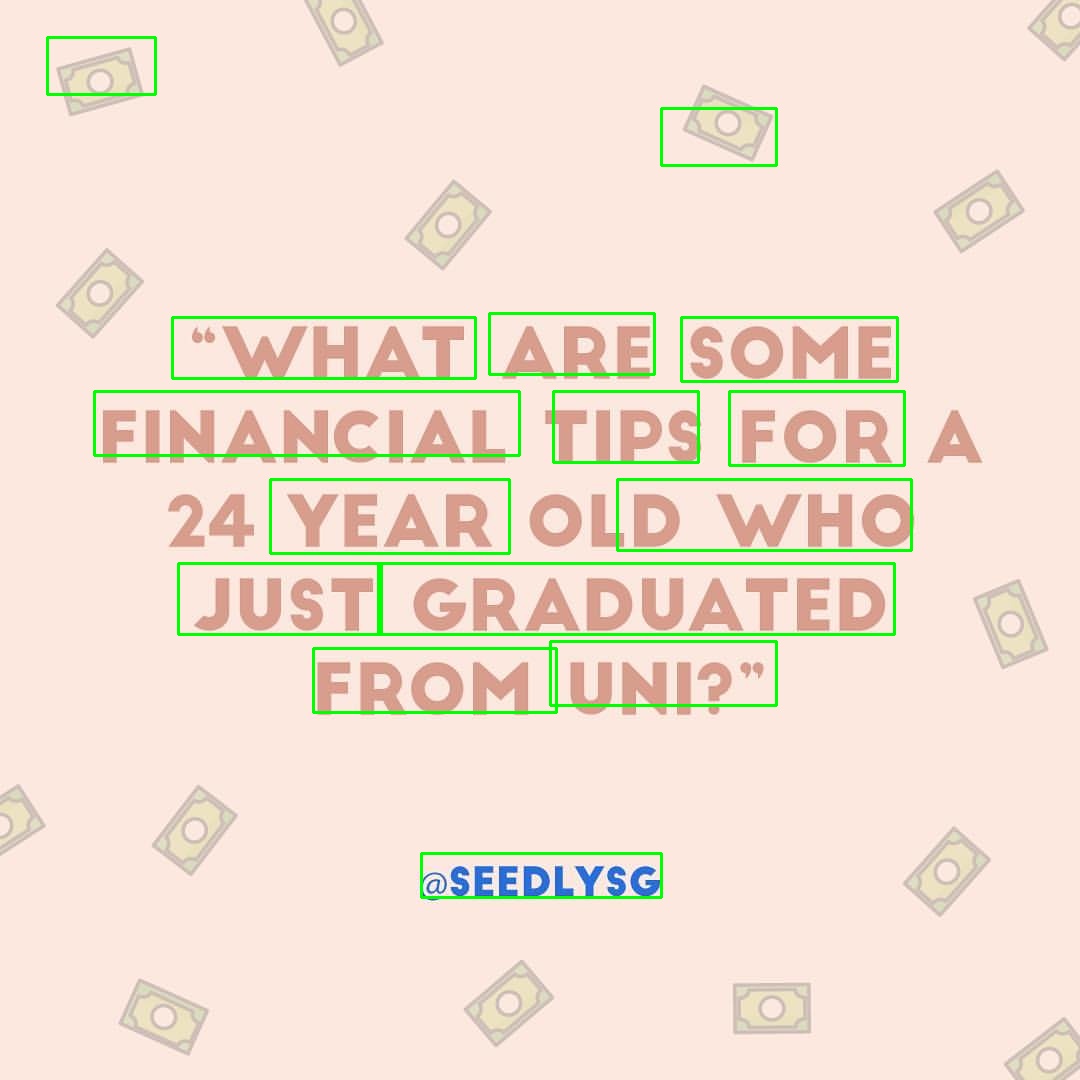 “WHAT ARE SOME
FINANCIAL TIPS FOR A
24 YEAR OLD WHO
JUST GRADUATED
FROM UNI?”
@SEEDLYSG